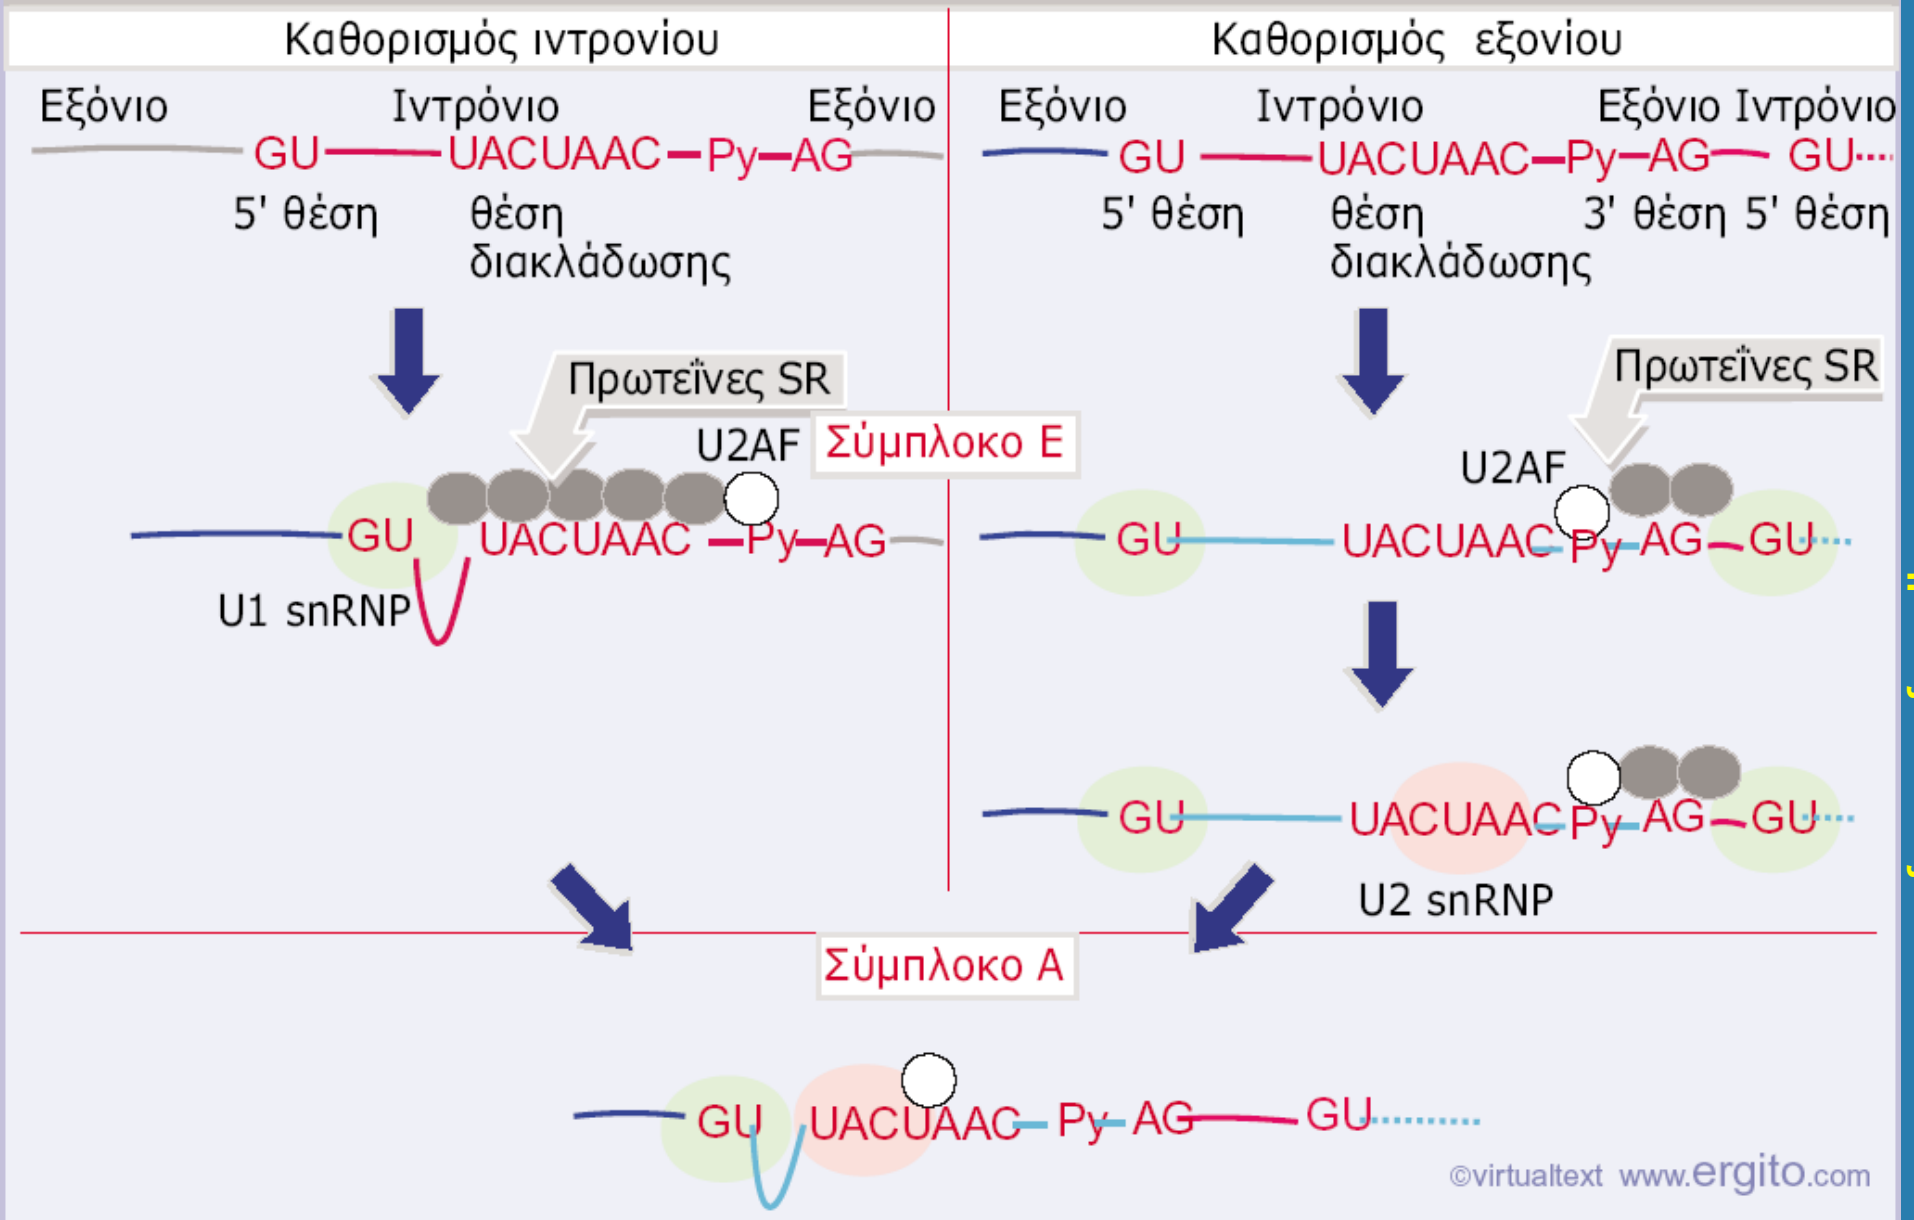 Καθορισμός ιντρονίου
Καθορισμός εξονίου
Εξόνιο Ιντρόνιο Εξόνιο
GU UACUAAC Py AG
5' θέση θέση διακλάδωσης
Εξόνιο Ιντρόνιο Εξόνιο Ιντρόνιο
GU UACUAAC Py AG GU
5' θέση θέση διακλάδωσης 3' θέση 5' θέση
Πρωτεΐνες SR
U2AF
GU UACUAAC Py AG
U1 snRNP
Σύμπλοκο E
Πρωτεΐνες SR
U2AF
GU UACUAAC Py AG GU
GU UACUAAC Py AG GU
U2 snRNP
Σύμπλοκο A
GU UACUAAC Py AG GU
©virtualtext www.ergito.com